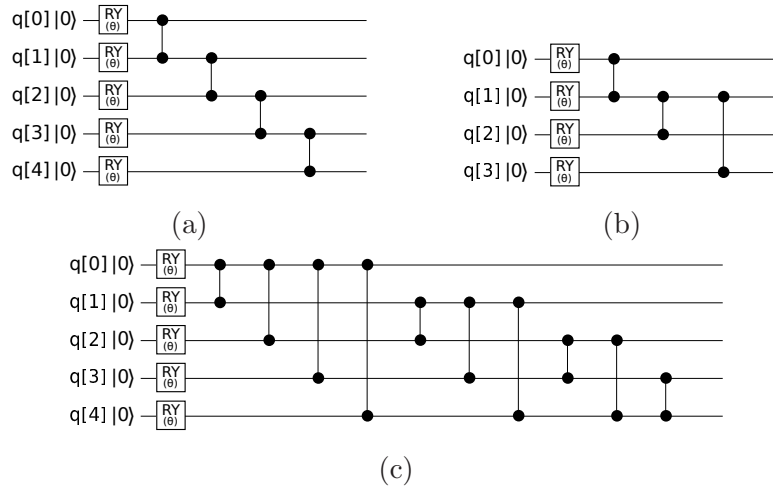 q[0] |0⟩ RY (θ)
q[1] |0⟩ RY (θ)
q[2] |0⟩ RY (θ)
q[3] |0⟩ RY (θ)
q[4] |0⟩ RY (θ)
(a)
q[0] |0⟩ RY (θ)
q[1] |0⟩ RY (θ)
q[2] |0⟩ RY (θ)
q[3] |0⟩ RY (θ)
(b)
q[0] |0⟩ RY (θ)
q[1] |0⟩ RY (θ)
q[2] |0⟩ RY (θ)
q[3] |0⟩ RY (θ)
q[4] |0⟩ RY (θ)
(c)